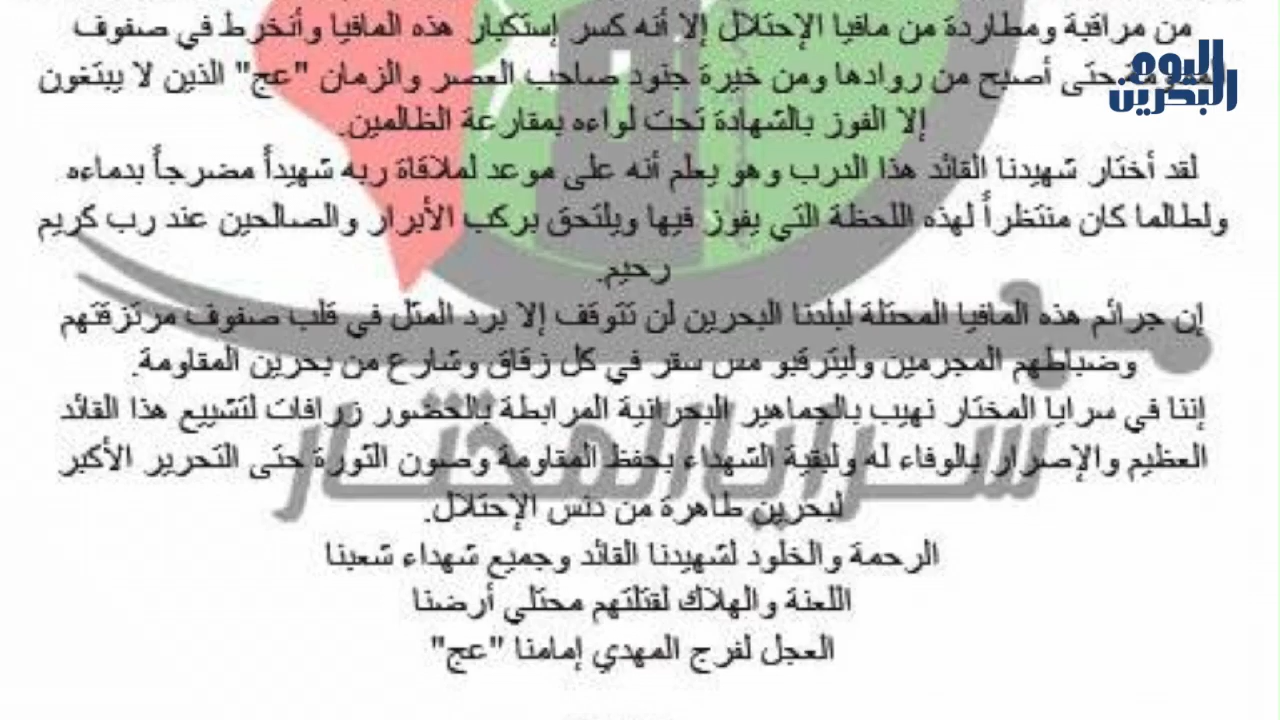 من مراقبة ومطاردة من مافيا الإحتلال إلا أنه كسر إستكبار هذه المافيا وأنخرط في صفوف
حتى أصبح من روادها ومن خيرة جنود صاحب العصر والزمان "عج" الذين لا يبتغون
إلا الفوز بالشهادة تحت لواءه بمقارعة الظالمين.
لقد أختار شهيدنا القائد هذا الدرب وهو يعلم أنه على موعد لملاقاة ربه شهيداً مضرجاً بدماءه
ولطالما كان منتظراً لهذه اللحظة التي يفوز فيها ويلتحق بركب الأبرار والصالحين عند رب كريم
رحيم.
إن جرائم هذه المافيا المحتلة لبلدنا البحرين لن تتوقف إلا برد المثل في قلب صفوف مرتزقتهم
وضباطهم المجرمين وليترقبو مس سقر في كل زقاق وشارع من بحرين المقاومة.
إننا في سرايا المختار نهيب بالجماهير البحرانية المرابطة بالحضور زرافات لتشييع هذا القائد
العظيم والإصرار بالوفاء له ولبقية الشهداء بحفظ المقاومة وصون الثورة حتى التحرير الأكبر
لبحرين طاهرة من دنس الإحتلال.
الرحمة والخلود لشهيدنا القائد وجميع شهداء شعبنا
اللعنة والهلاك لقتلتهم محتلي أرضنا
العجل لفرج المهدي إمامنا "عج"
اليوم
البحرين
سرايا المختار